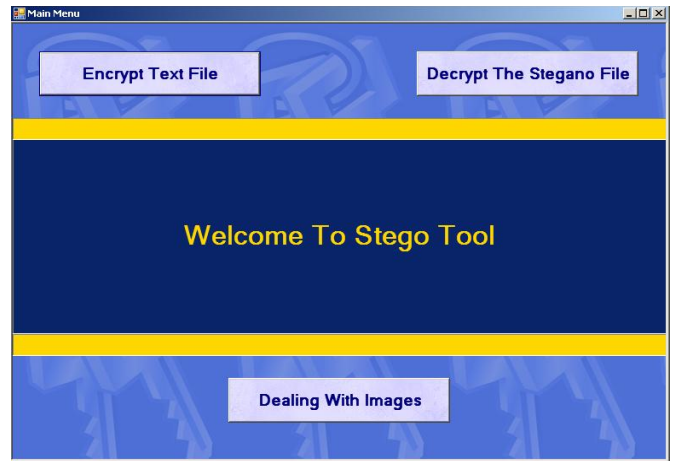 Main Menu
Encrypt Text File
Decrypt The Stegano File
Welcome To Stego Tool
Dealing With Images